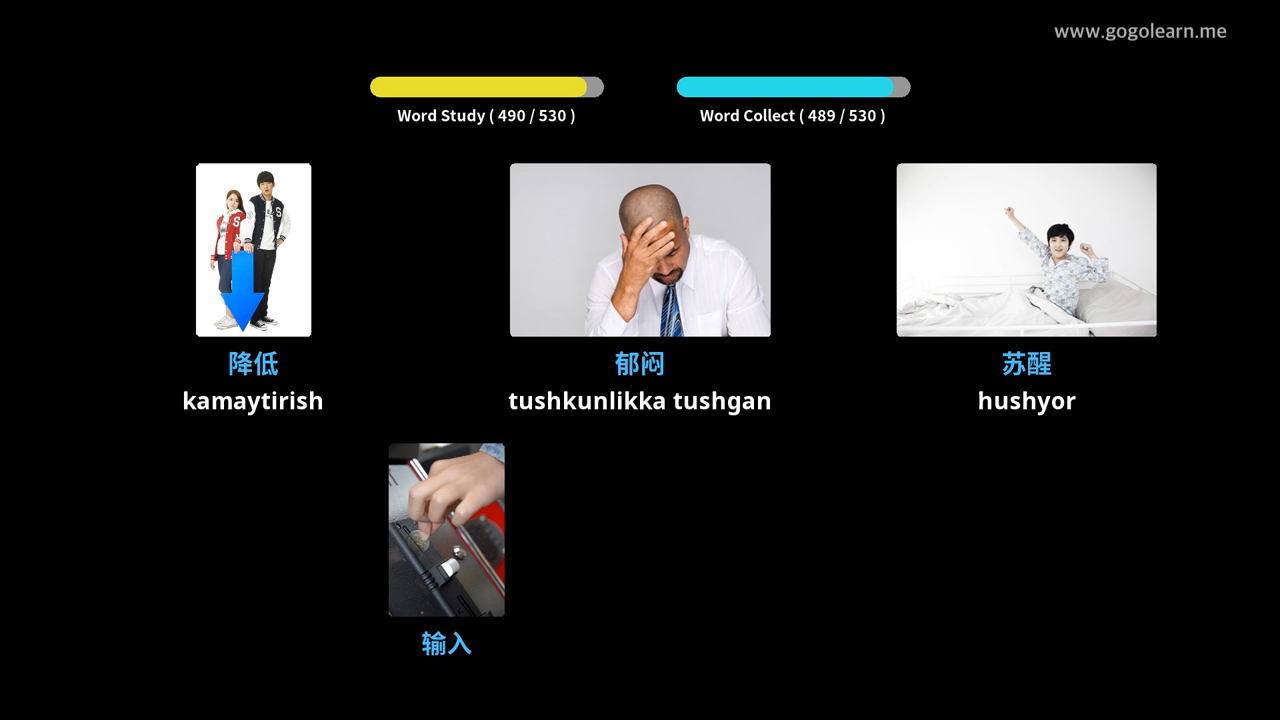 www.gogolearn.me
Word Study ( 490 / 530 )
Word Collect ( 489 / 530 )
降低
kamaytirish
郁闷
tushkunlikka tushgan
苏醒
hushyor
输入